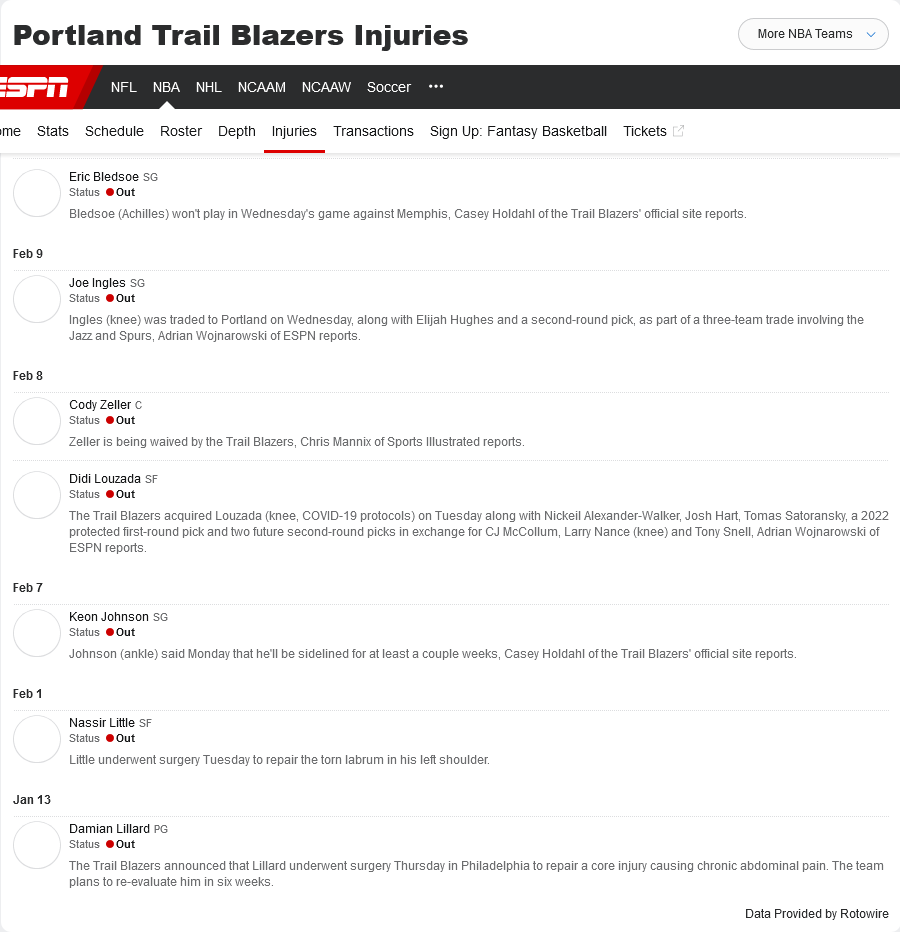 Portland Trail Blazers Injuries
More NBA Teams
ESPN
NFL NBA NHL NCAAM NCAAW Soccer •••
ome Stats Schedule Roster Depth Injuries Transactions Sign Up: Fantasy Basketball Tickets
Eric Bledsoe SG
Status Out
Bledsoe (Achilles) won't play in Wednesday's game against Memphis, Casey Holdahl of the Trail Blazers' official site reports.
Feb 9
Joe Ingles SG
Status Out
Ingles (knee) was traded to Portland on Wednesday, along with Elijah Hughes and a second-round pick, as part of a three-team trade involving the
Jazz and Spurs, Adrian Wojnarowski of ESPN reports.
Feb 8
Cody Zeller C
Status Out
Zeller is being waived by the Trail Blazers, Chris Mannix of Sports Illustrated reports.
Didi Louzada SF
Status Out
The Trail Blazers acquired Louzada (knee, COVID-19 protocols) on Tuesday along with Nickeil Alexander-Walker, Josh Hart, Tomas Satoransky, a 2022
protected first-round pick and two future second-round picks in exchange for CJ McCollum, Larry Nance (knee) and Tony Snell, Adrian Wojnarowski of
ESPN reports.
Feb 7
Keon Johnson SG
Status Out
Johnson (ankle) said Monday that he'll be sidelined for at least a couple weeks, Casey Holdahl of the Trail Blazers' official site reports.
Feb 1
Nassir Little SF
Status Out
Little underwent surgery Tuesday to repair the torn labrum in his left shoulder.
Jan 13
Damian Lillard PG
Status Out
The Trail Blazers announced that Lillard underwent surgery Thursday in Philadelphia to repair a core injury causing chronic abdominal pain. The team
plans to re-evaluate him in six weeks.
Data Provided by Rotowire